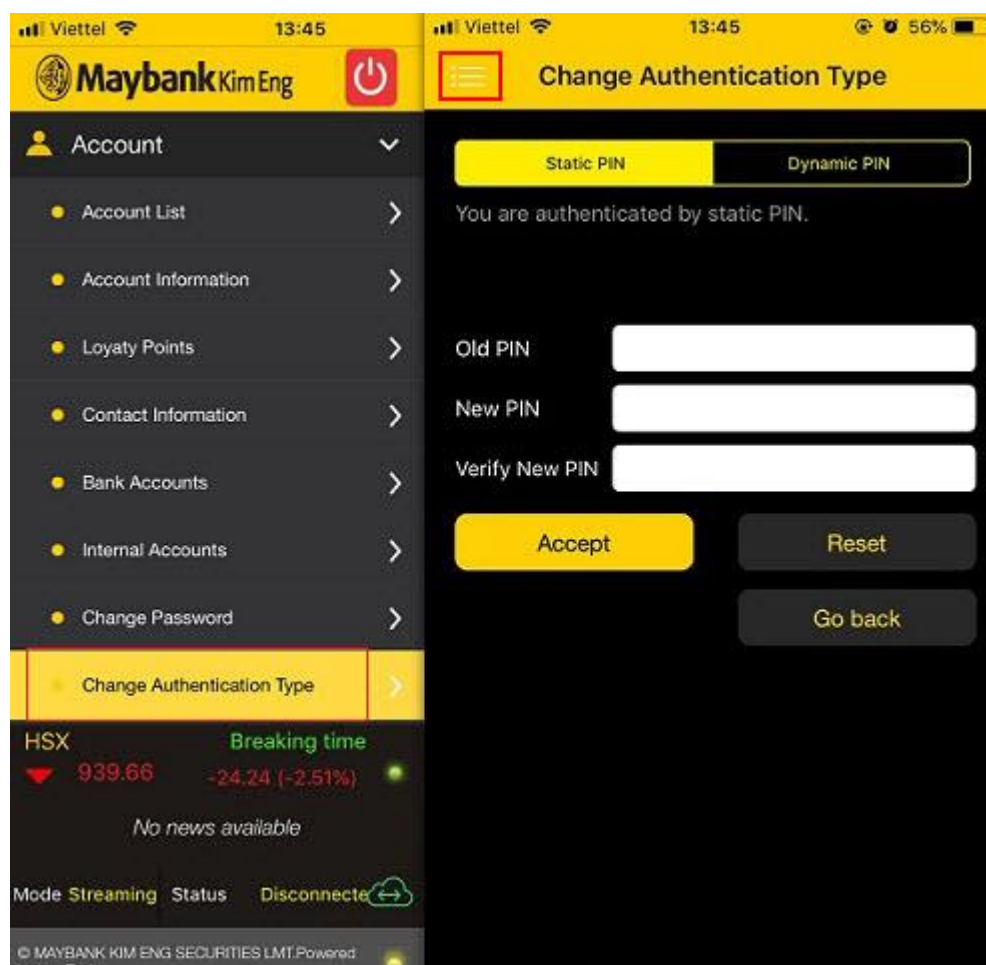 Viettel 13:45
Maybank Kim Eng
Account
Account List
Account Information
Loyaty Points
Contact Information
Bank Accounts
Internal Accounts
Change Password
Change Authentication Type
HSX Breaking time
939.66 -24.24 (-2.51%)
No news available
Mode Streaming Status Disconnecte
© MAYBANK KIM ENG SECURITIES LMT.Powered
Viettel 13:45 56%
Change Authentication Type
Static PIN Dynamic PIN
You are authenticated by static PIN.
Old PIN
New PIN
Verify New PIN
Accept Reset
Go back